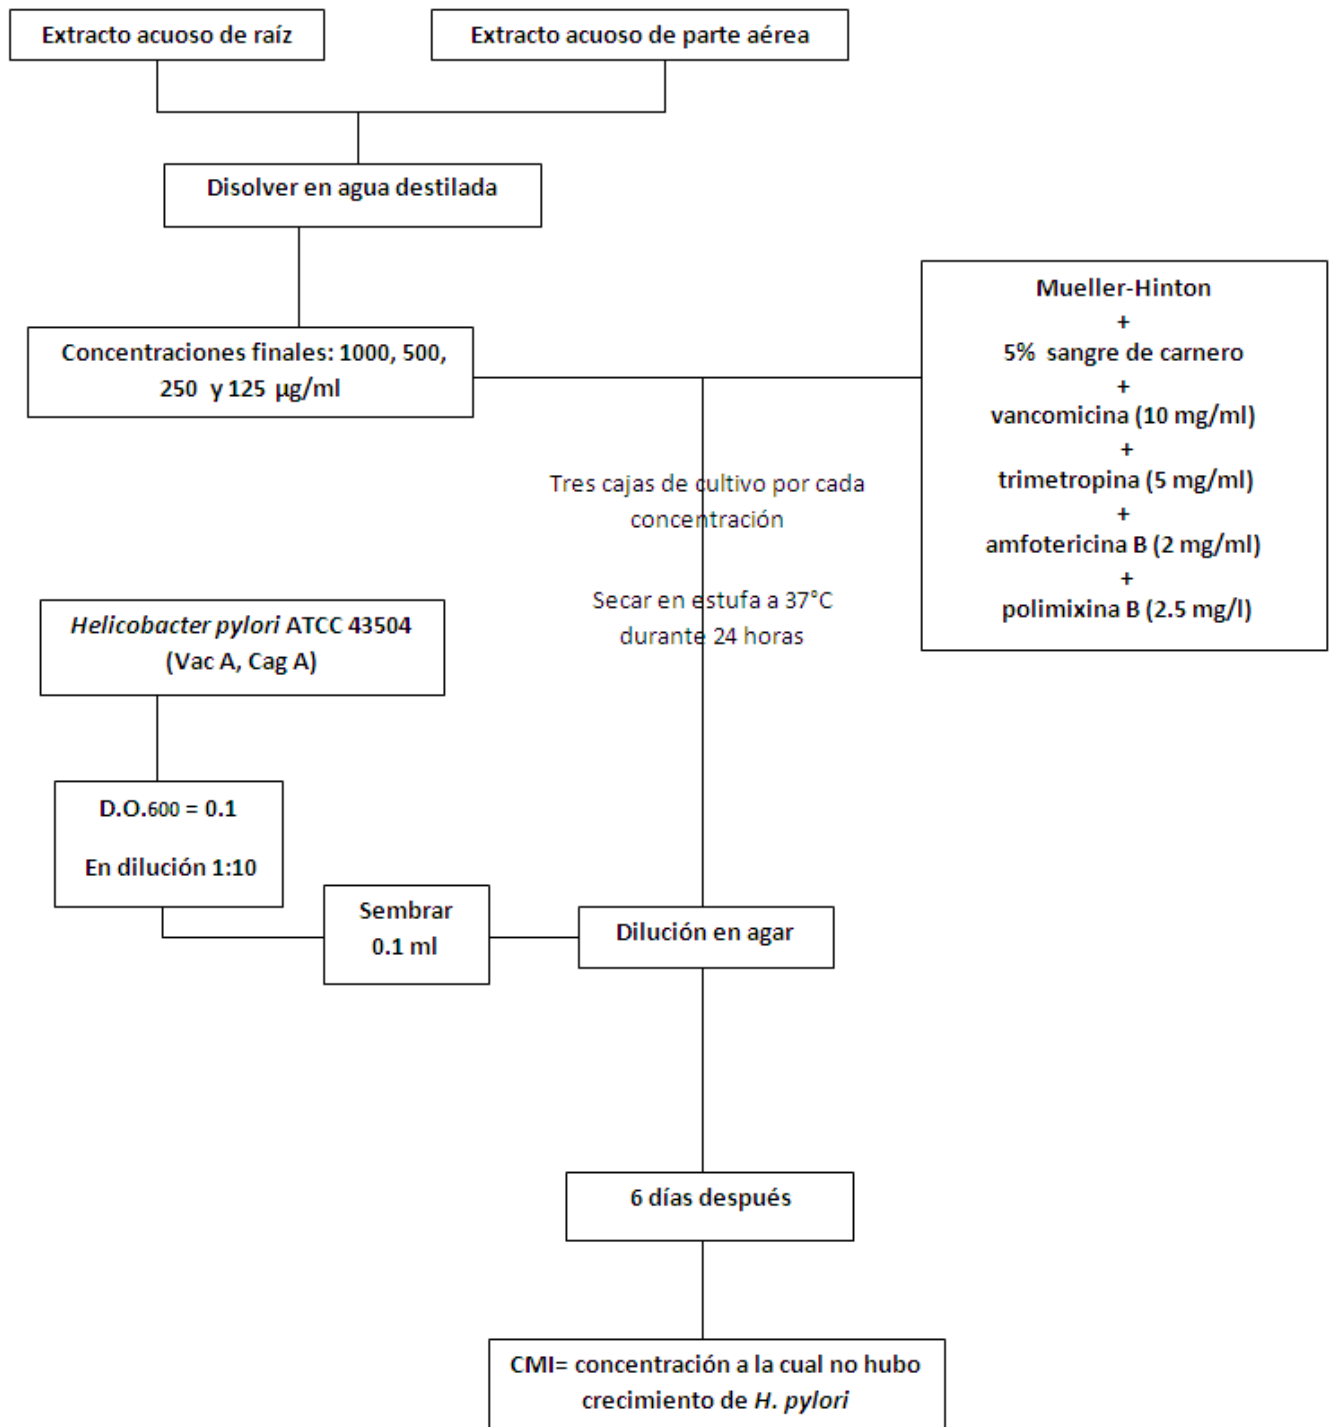 Extracto acuoso de raíz
Extracto acuoso de parte aérea
Disolver en agua destilada
Concentraciones finales: 1000, 500,
250 y 125 µg/ml
Mueller-Hinton
+
5% sangre de carnero
+
vancomicina (10 mg/ml)
+
trimetropina (5 mg/ml)
+
amfotericina B (2 mg/ml)
+
polimixina B (2.5 mg/l)
Tres cajas de cultivo por cada
concentración
Secar en estufa a 37°C
durante 24 horas
Helicobacter pylori ATCC 43504
(Vac A, Cag A)
D.O.600 = 0.1
En dilución 1:10
Sembrar
0.1 ml
Dilución en agar
6 días después
CMI= concentración a la cual no hubo
crecimiento de H. pylori